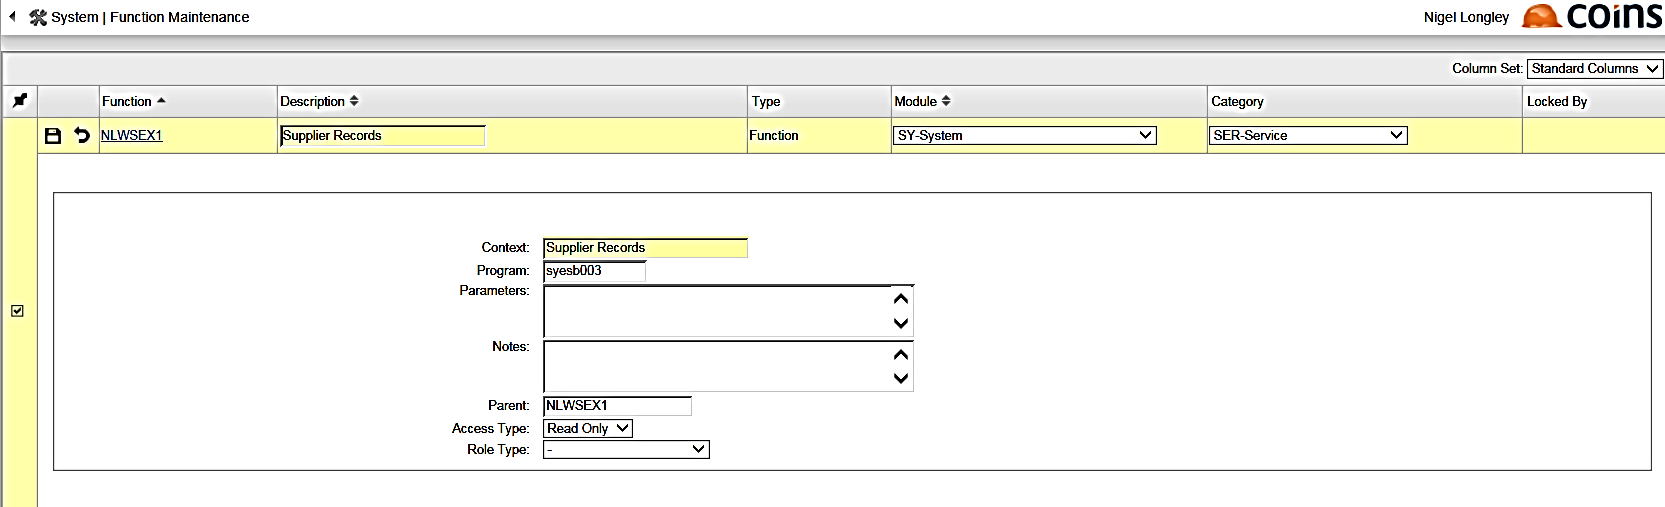 System | Function Maintenance
Nigel Longley
coins
Column Set: Standard Columns
Function Description Type Module Category Locked By
NLWSEX1 Supplier Records Function SY-System SER-Service
Context: Supplier Records
Program: syesb003
Parameters:
Notes:
Parent: NLWSEX1
Access Type: Read Only
Role Type: -